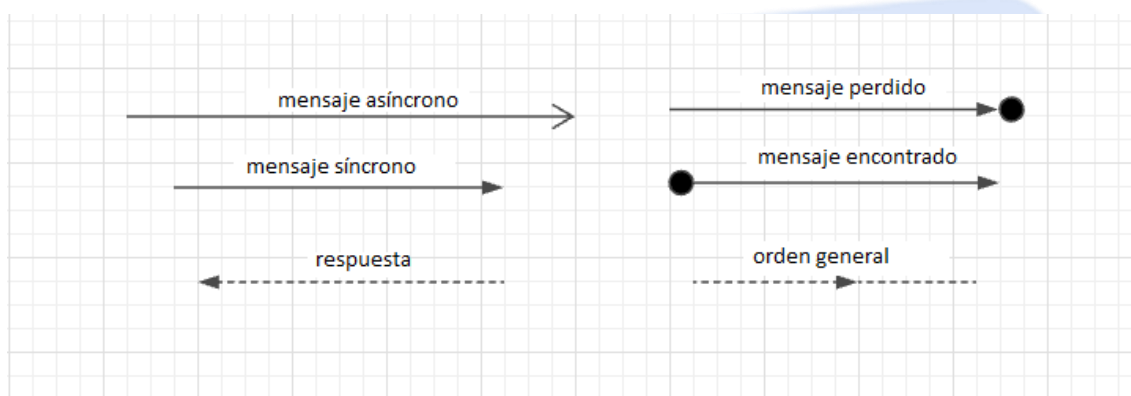 mensaje asíncrono
mensaje síncrono
respuesta
mensaje perdido
mensaje encontrado
orden general